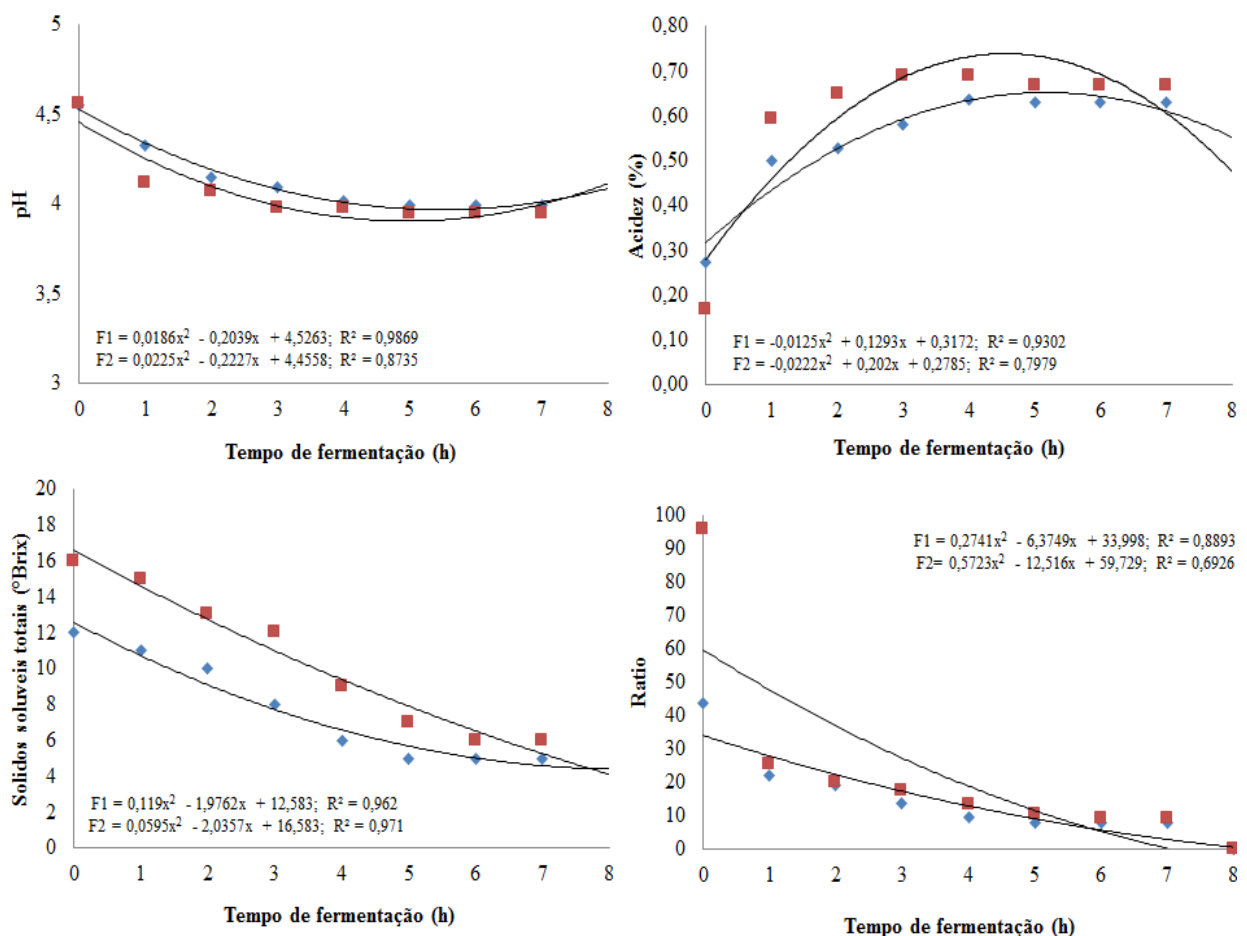 5
4,5
4
3,5
3
pH
F1 = 0,0186x² - 0,2039x + 4,5263; R² = 0,9869
F2 = 0,0225x² - 0,2227x + 4,4558; R² = 0,8735
0 1 2 3 4 5 6 7 8
Tempo de fermentação (h)
0,80
0,70
0,60
0,50
0,40
0,30
0,20
0,10
0,00
Acidez (%)
F1 = -0,0125x² + 0,1293x + 0,3172; R² = 0,9302
F2 = -0,0222x² + 0,202x + 0,2785; R² = 0,7979
0 1 2 3 4 5 6 7 8
Tempo de fermentação (h)
20
18
16
14
12
10
8
6
4
2
0
Solidos soluveis totais (°Brix)
F1 = 0,119x² - 1,9762x + 12,583; R² = 0,962
F2 = 0,0595x² - 2,0357x + 16,583; R² = 0,971
0 1 2 3 4 5 6 7 8
Tempo de fermentação (h)
100
90
80
70
60
50
40
30
20
10
0
Ratio
F1 = 0,2741x² - 6,3749x + 33,998; R² = 0,8893
F2= 0,5723x² - 12,516x + 59,729; R² = 0,6926
0 1 2 3 4 5 6 7 8
Tempo de fermentação (h)